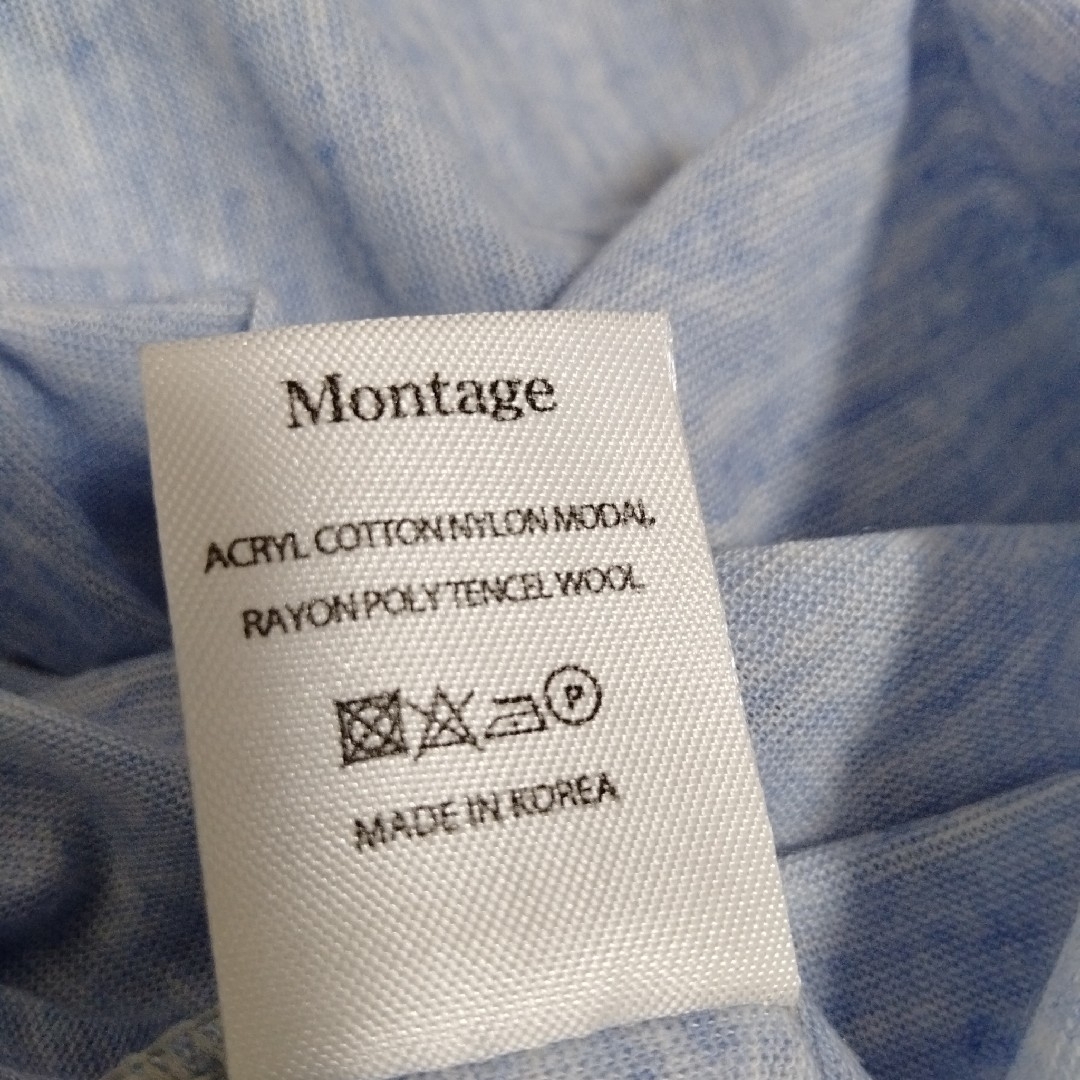 Montage
ACRYL COTTON NYLON MODAL
RAYON POLY TENCEL WOOL
P
MADE IN KOREA